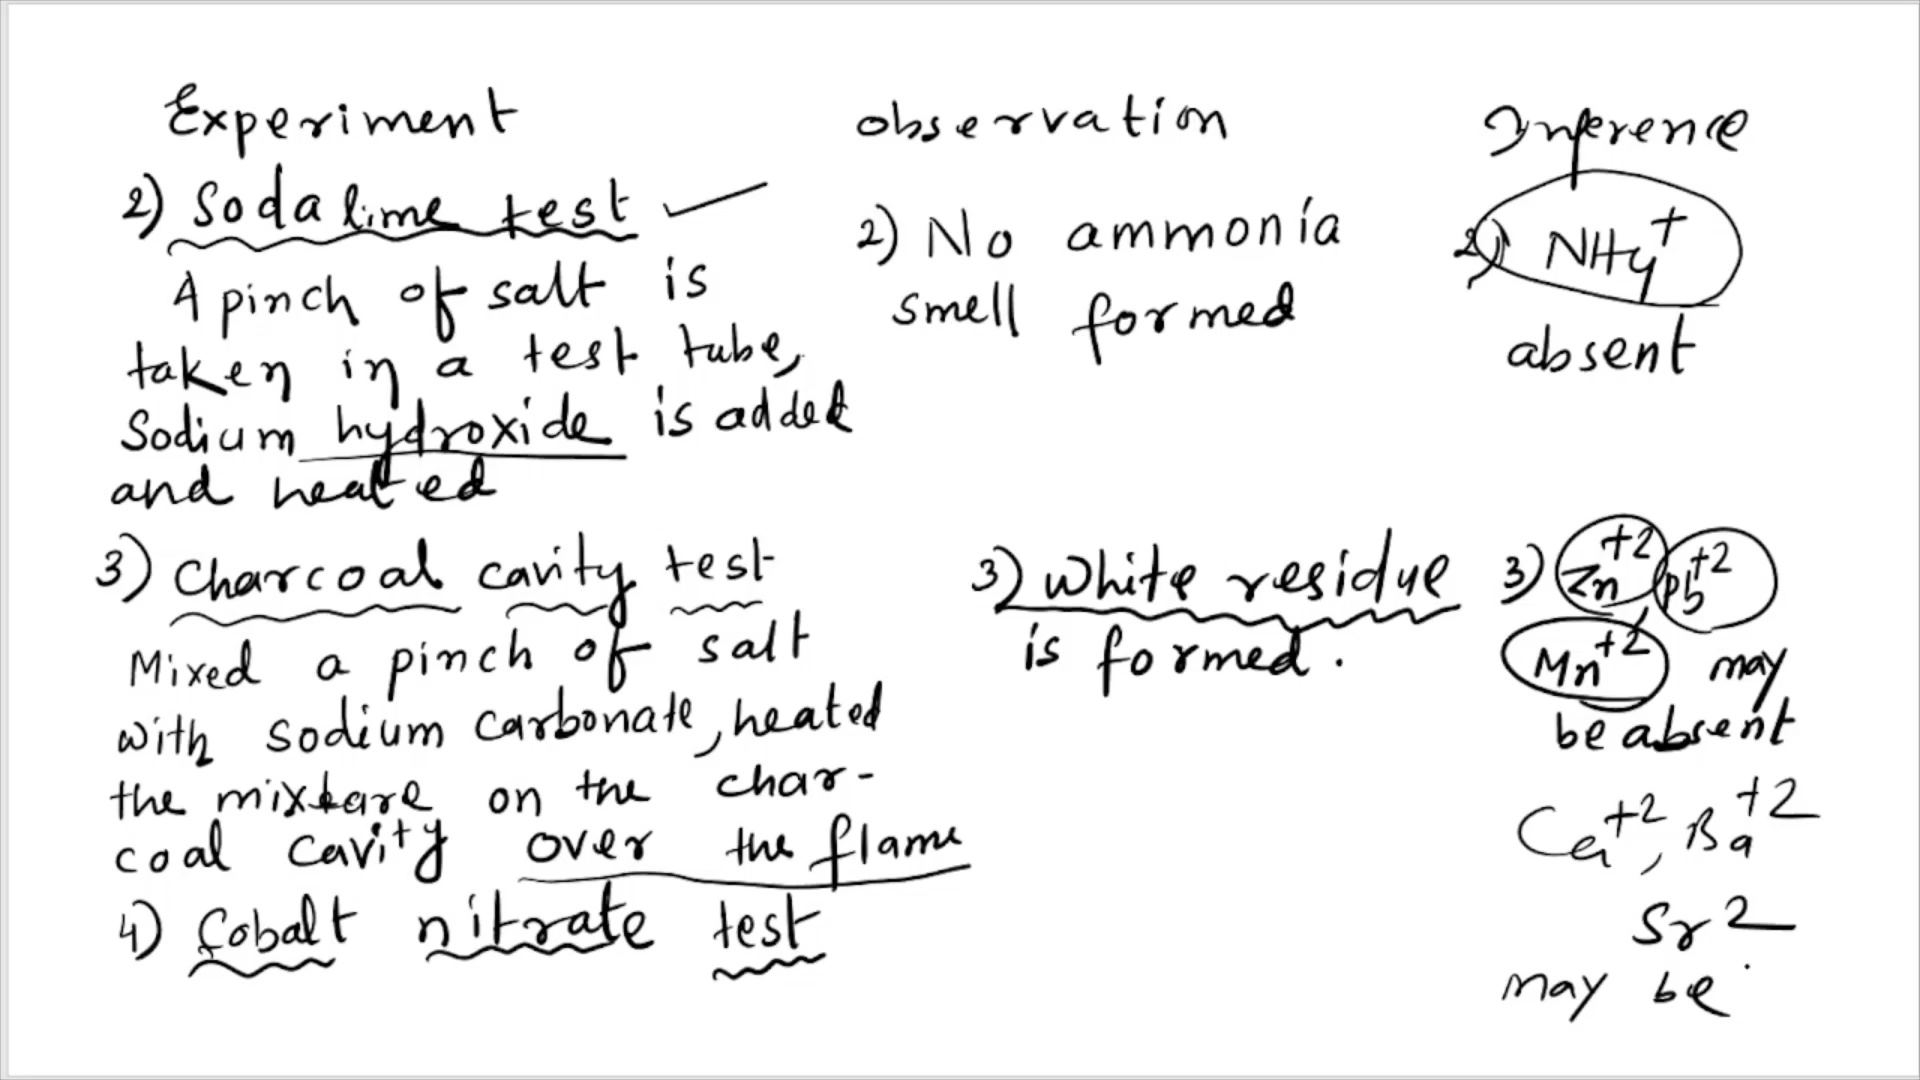 Experiment observation Inference
2) Soda lime test 2) No ammonia 2) NH4+
A pinch of salt is smell formed absent
taken in a test tube,
Sodium hydroxide is added
and heated
3) Charcoal cavity test 3) White residue 3) Zn+2, Pb+2
Mixed a pinch of salt is formed. Mn+2 may
with sodium carbonate, heated be absent
the mixture on the char- Ca+2, Ba+2
coal cavity over the flame
4) Cobalt nitrate test Sr2
may be